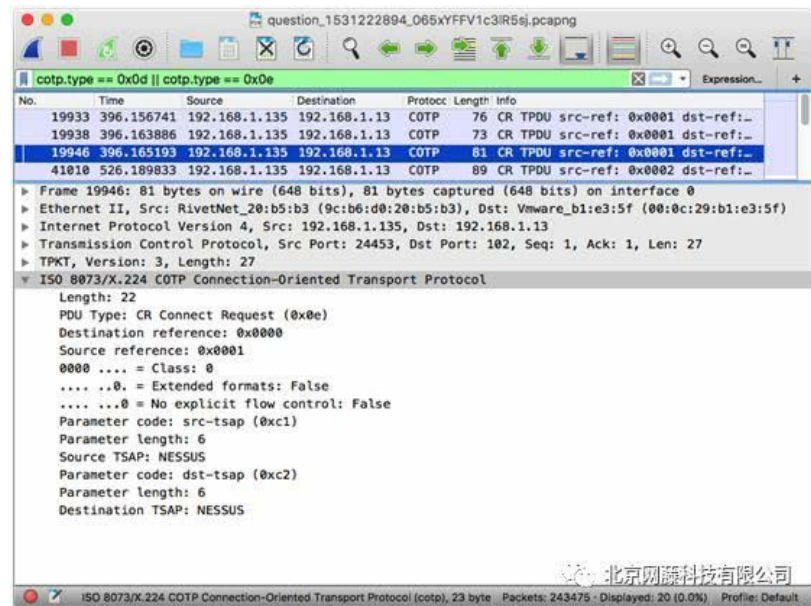 question_1531222894_065xYFFV1c3lR5sj.pcapng
cotp.type == 0x0d || cotp.type == 0x0e Expression... +
No. Time Source Destination Protocc Length Info
19933 396.156741 192.168.1.135 192.168.1.13 COTP 76 CR TPDU src-ref: 0x0001 dst-ref:…
19938 396.163886 192.168.1.135 192.168.1.13 COTP 73 CR TPDU src-ref: 0x0001 dst-ref:…
19946 396.165193 192.168.1.135 192.168.1.13 COTP 81 CR TPDU src-ref: 0x0001 dst-ref:…
41010 526.189833 192.168.1.135 192.168.1.13 COTP 89 CR TPDU src-ref: 0x0002 dst-ref:…
Frame 19946: 81 bytes on wire (648 bits), 81 bytes captured (648 bits) on interface 0
Ethernet II, Src: RivetNet_20:b5:b3 (9c:b6:d0:20:b5:b3), Dst: Vmware_b1:e3:5f (00:0c:29:b1:e3:5f)
Internet Protocol Version 4, Src: 192.168.1.135, Dst: 192.168.1.13
Transmission Control Protocol, Src Port: 24453, Dst Port: 102, Seq: 1, Ack: 1, Len: 27
TPKT, Version: 3, Length: 27
ISO 8073/X.224 COTP Connection-Oriented Transport Protocol
Length: 22
PDU Type: CR Connect Request (0x0e)
Destination reference: 0x0000
Source reference: 0x0001
0000 .... = Class: 0
.... ..0. = Extended formats: False
.... ...0 = No explicit flow control: False
Parameter code: src-tsap (0xc1)
Parameter length: 6
Source TSAP: NESSUS
Parameter code: dst-tsap (0xc2)
Parameter length: 6
Destination TSAP: NESSUS
北京网藤科技有限公司
ISO 8073/X.224 COTP Connection-Oriented Transport Protocol (cotp), 23 byte Packets: 243475 · Displayed: 20 (0.0%) Profile: Default